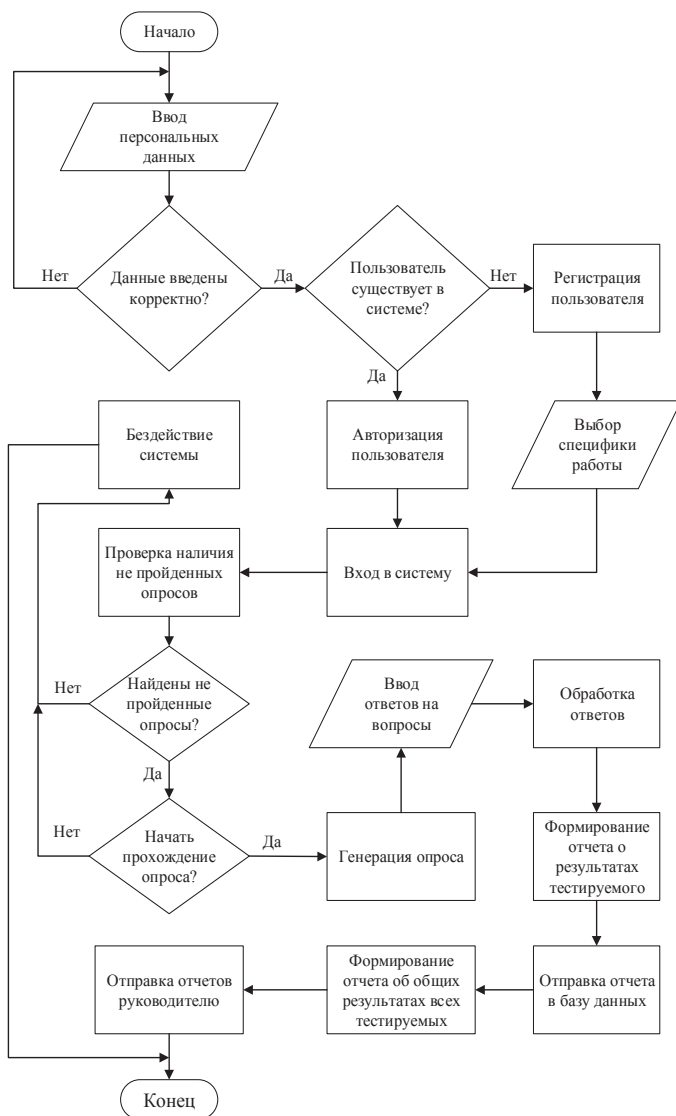 Начало
Ввод
персональных
данных
Нет
Данные введены
корректно?
Да
Пользователь
существует в
системе?
Нет
Регистрация
пользователя
Да
Бездействие
системы
Авторизация
пользователя
Выбор
специфики
работы
Проверка наличия
не пройденных
опросов
Вход в систему
Нет
Найдены не
пройденные
опросы?
Ввод
ответов на
вопросы
Обработка
ответов
Да
Нет
Начать
прохождение
опроса?
Да
Генерация опроса
Формирование
отчета о
результатах
тестируемого
Отправка отчетов
руководителю
Формирование
отчета об общих
результатах всех
тестируемых
Отправка отчета
в базу данных
Конец